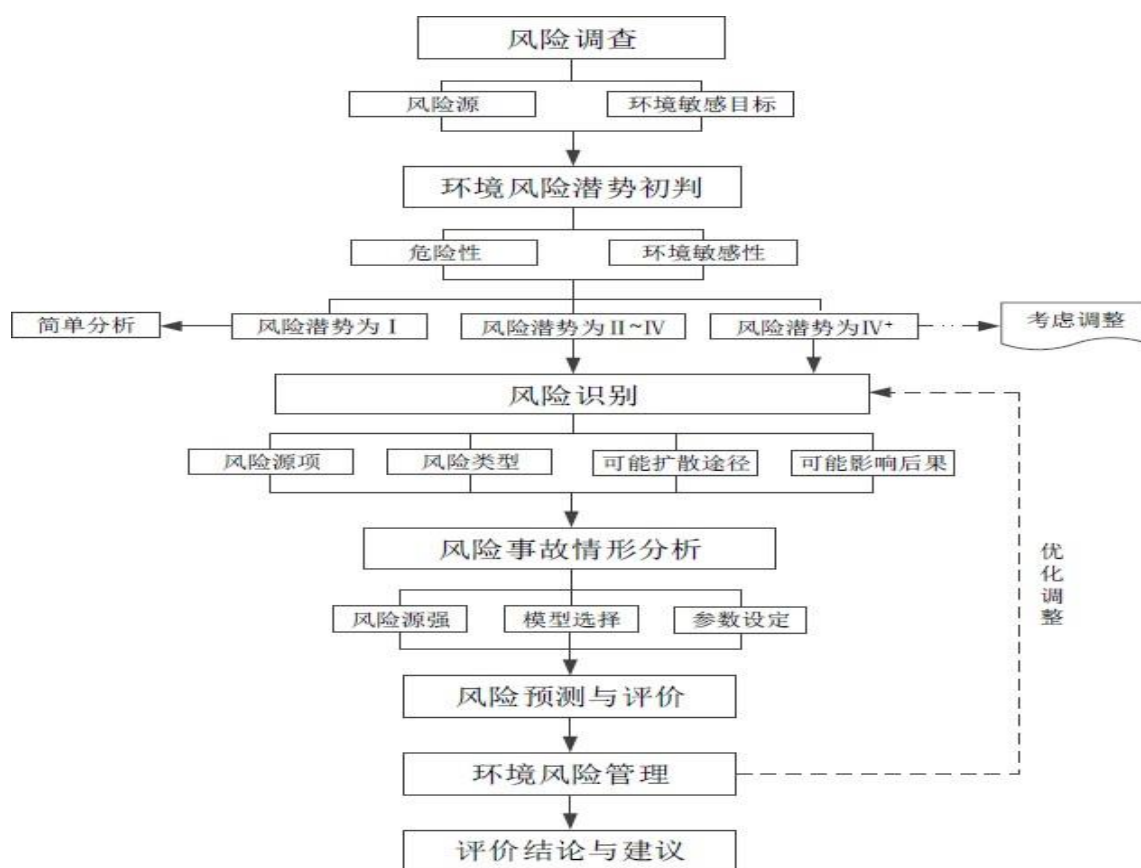 风险调查
风险源
环境敏感目标
环境风险潜势初判
危险性
环境敏感性
简单分析
风险潜势为Ⅰ
风险潜势为Ⅱ~Ⅳ
风险潜势为Ⅳ⁺
考虑调整
风险识别
风险源项
风险类型
可能扩散途径
可能影响后果
风险事故情形分析
优化调整
风险源强
模型选择
参数设定
风险预测与评价
环境风险管理
评价结论与建议